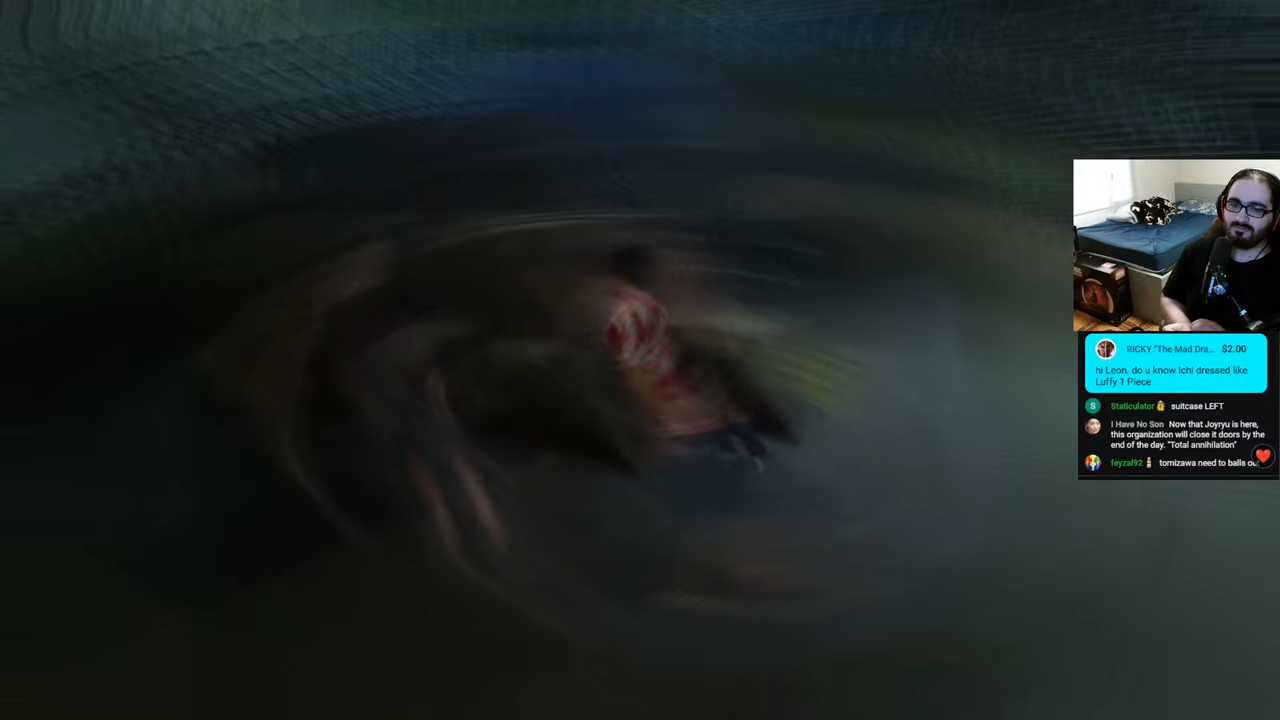 RICKY "The Mad Dra... $2.00
hi Leon. do u know Ichi dressed like
Luffy 1 Piece
S Staticulator suitcase LEFT
I Have No Son Now that Joyryu is here,
this organization will close it doors by the
end of the day. "Total annihilation"
feyzal92 tomizawa need to balls